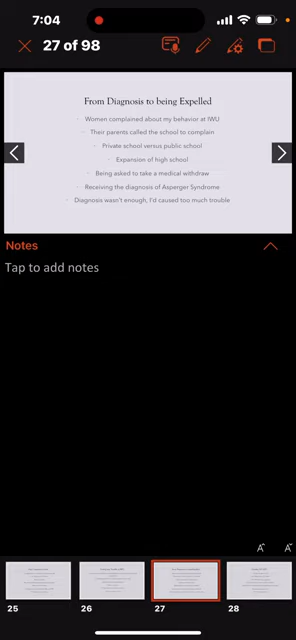 7:04
27 of 98
From Diagnosis to being Expelled
Women complained about my behavior at IWU
Their parents called the school to complain
Private school versus public school
Expansion of high school
Being asked to take a medical withdraw
Receiving the diagnosis of Asperger Syndrome
Diagnosis wasn't enough, I'd caused too much trouble
Notes
Tap to add notes
A A
25 26 27 28